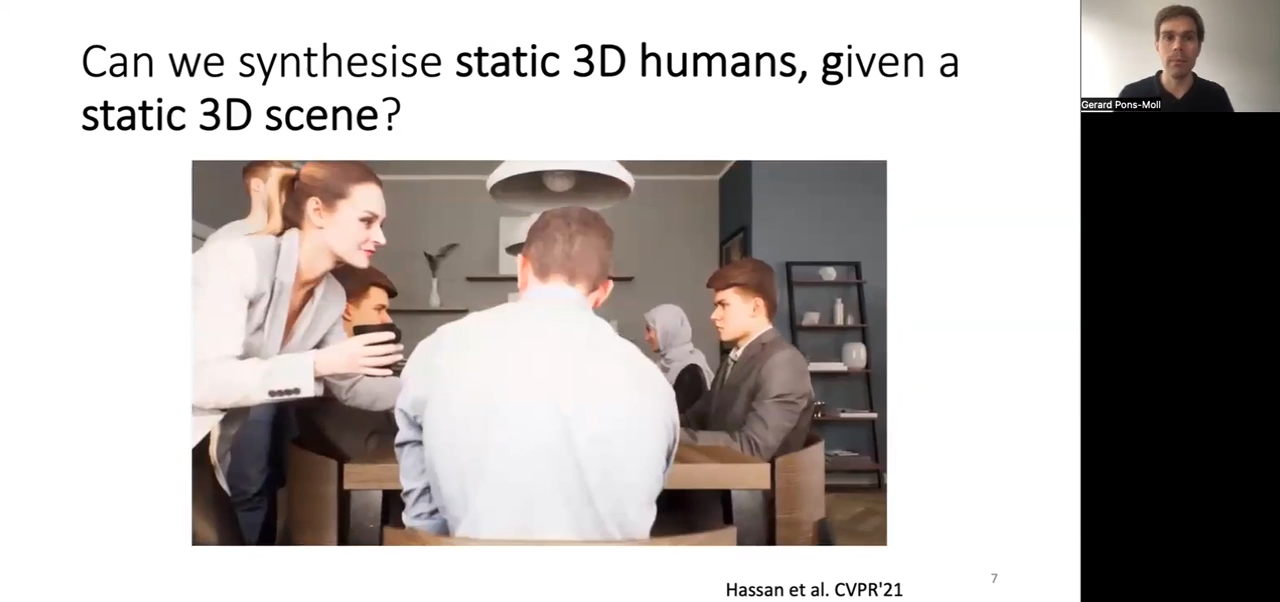 Can we synthesise static 3D humans, given a
static 3D scene?
Gerard Pons-Moll
Hassan et al. CVPR'21
7